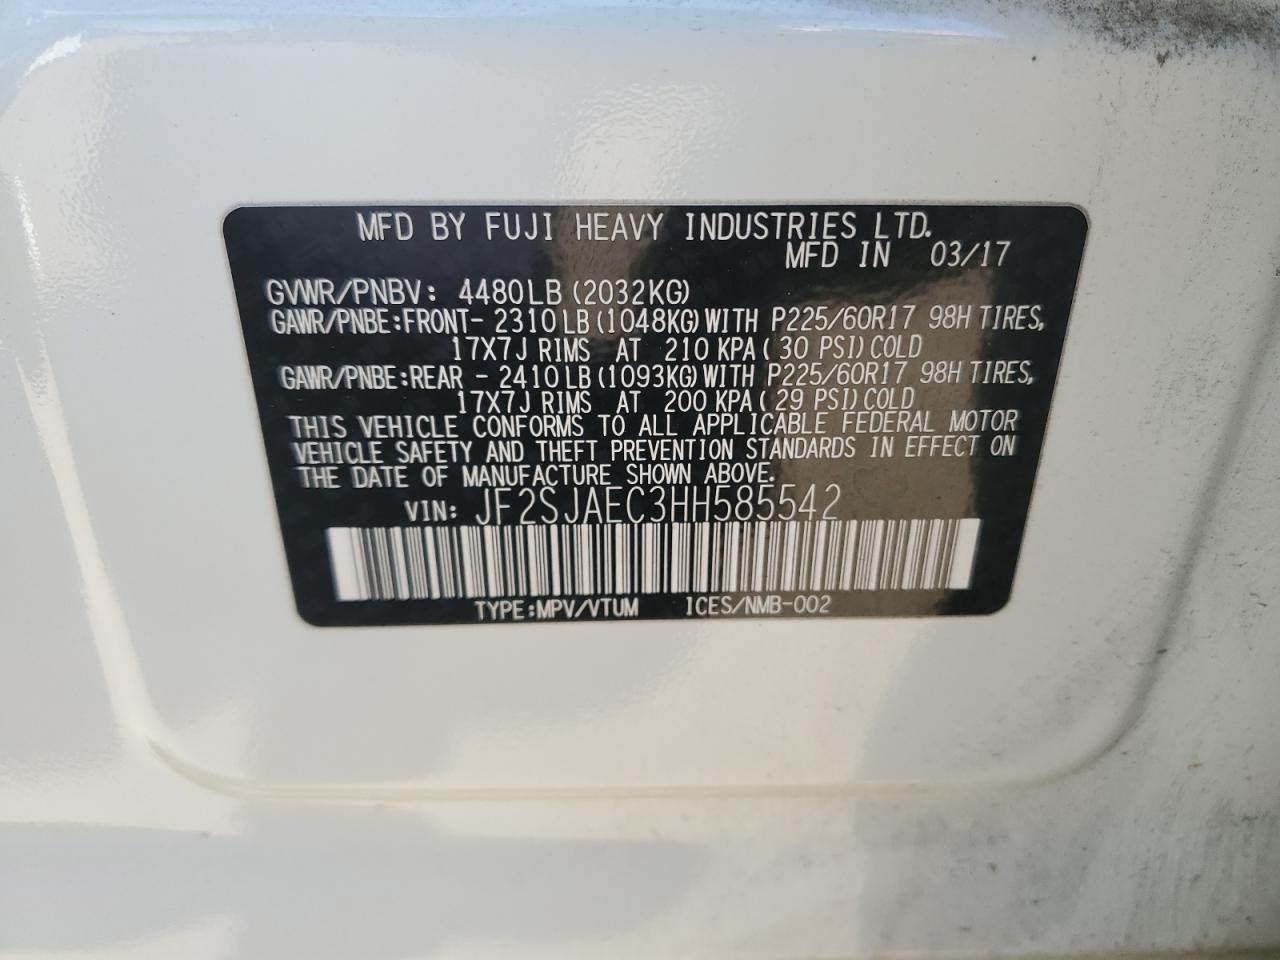 MFD BY FUJI HEAVY INDUSTRIES LTD.
MFD IN 03/17
GVWR/PNBV: 4480LB (2032KG)
GAWR/PNBE:FRONT- 2310LB (1048KG) WITH P225/60R17 98H TIRES,
17X7J RIMS AT 210 KPA ( 30 PSI) COLD
GAWR/PNBE:REAR - 2410LB (1093KG) WITH P225/60R17 98H TIRES,
17X7J RIMS AT 200 KPA ( 29 PSI) COLD
THIS VEHICLE CONFORMS TO ALL APPLICABLE FEDERAL MOTOR
VEHICLE SAFETY AND THEFT PREVENTION STANDARDS IN EFFECT ON
THE DATE OF MANUFACTURE SHOWN ABOVE.
VIN: JF2SJAEC3HH585542
TYPE:MPV/VTUM ICES/NMB-002